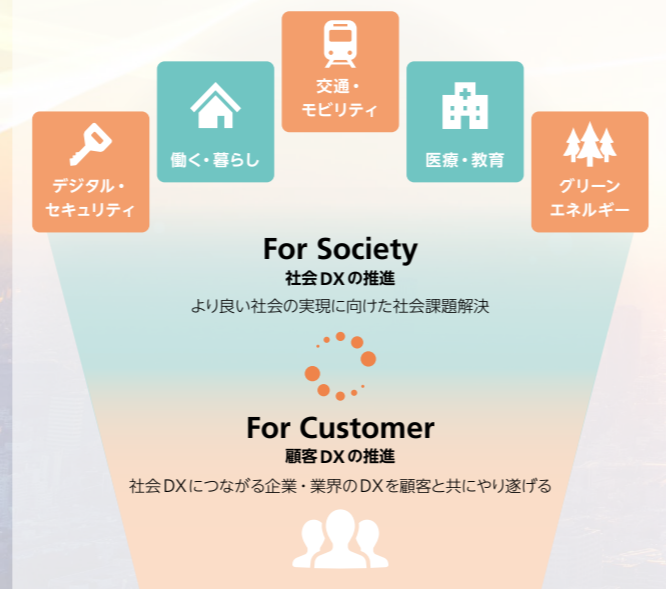 交通・
モビリティ
働く・暮らし
医療・教育
デジタル・
セキュリティ
グリーン
エネルギー
For Society
社会DXの推進
より良い社会の実現に向けた社会課題解決
For Customer
顧客DXの推進
社会DXにつながる企業・業界のDXを顧客と共にやり遂げる